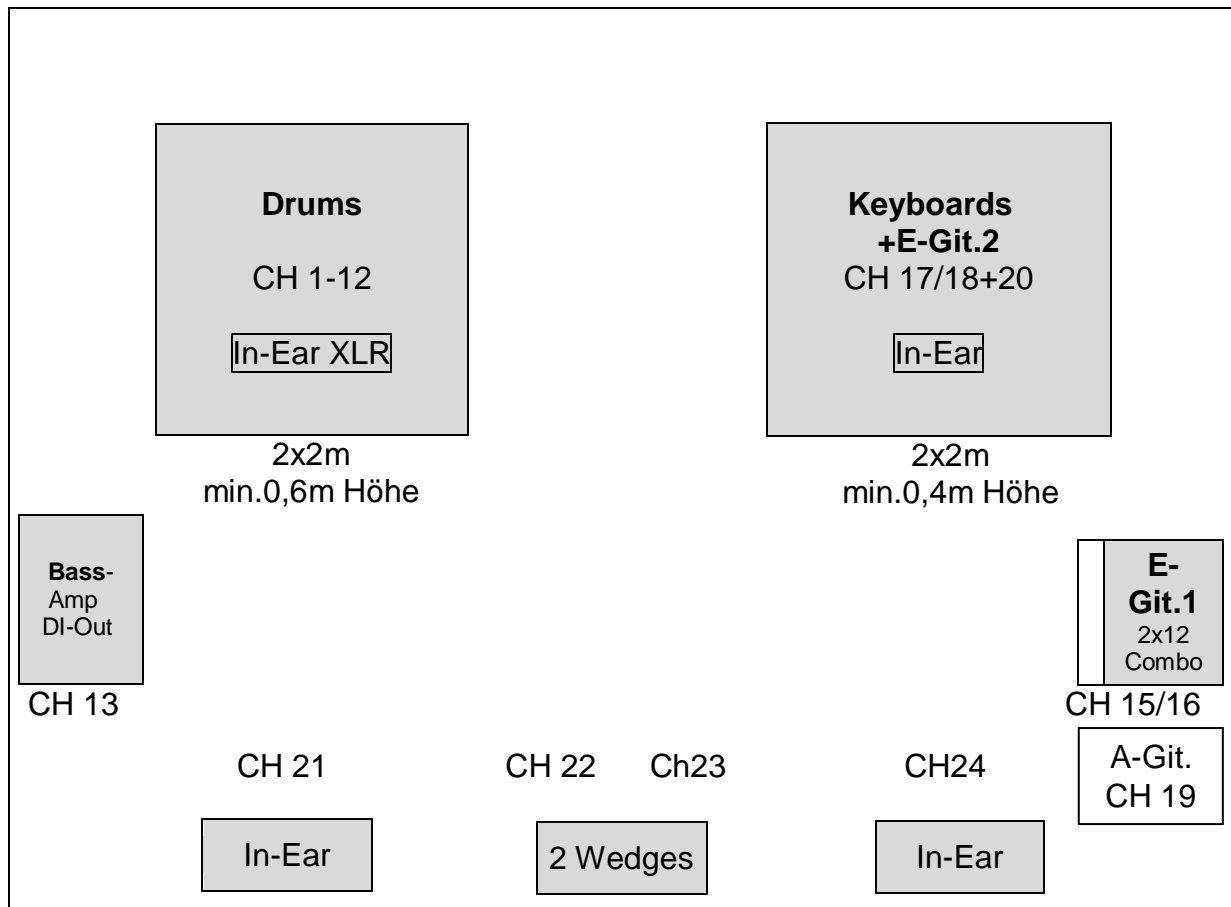 Drums
CH 1-12
In-Ear XLR
2x2m
min.0,6m Höhe
Keyboards
+E-Git.2
CH 17/18+20
In-Ear
2x2m
min.0,4m Höhe
Bass-
Amp
DI-Out
CH 13
E-
Git.1
2x12
Combo
CH 15/16
A-Git.
CH 19
CH 21
CH 22
Ch23
CH24
In-Ear
2 Wedges
In-Ear